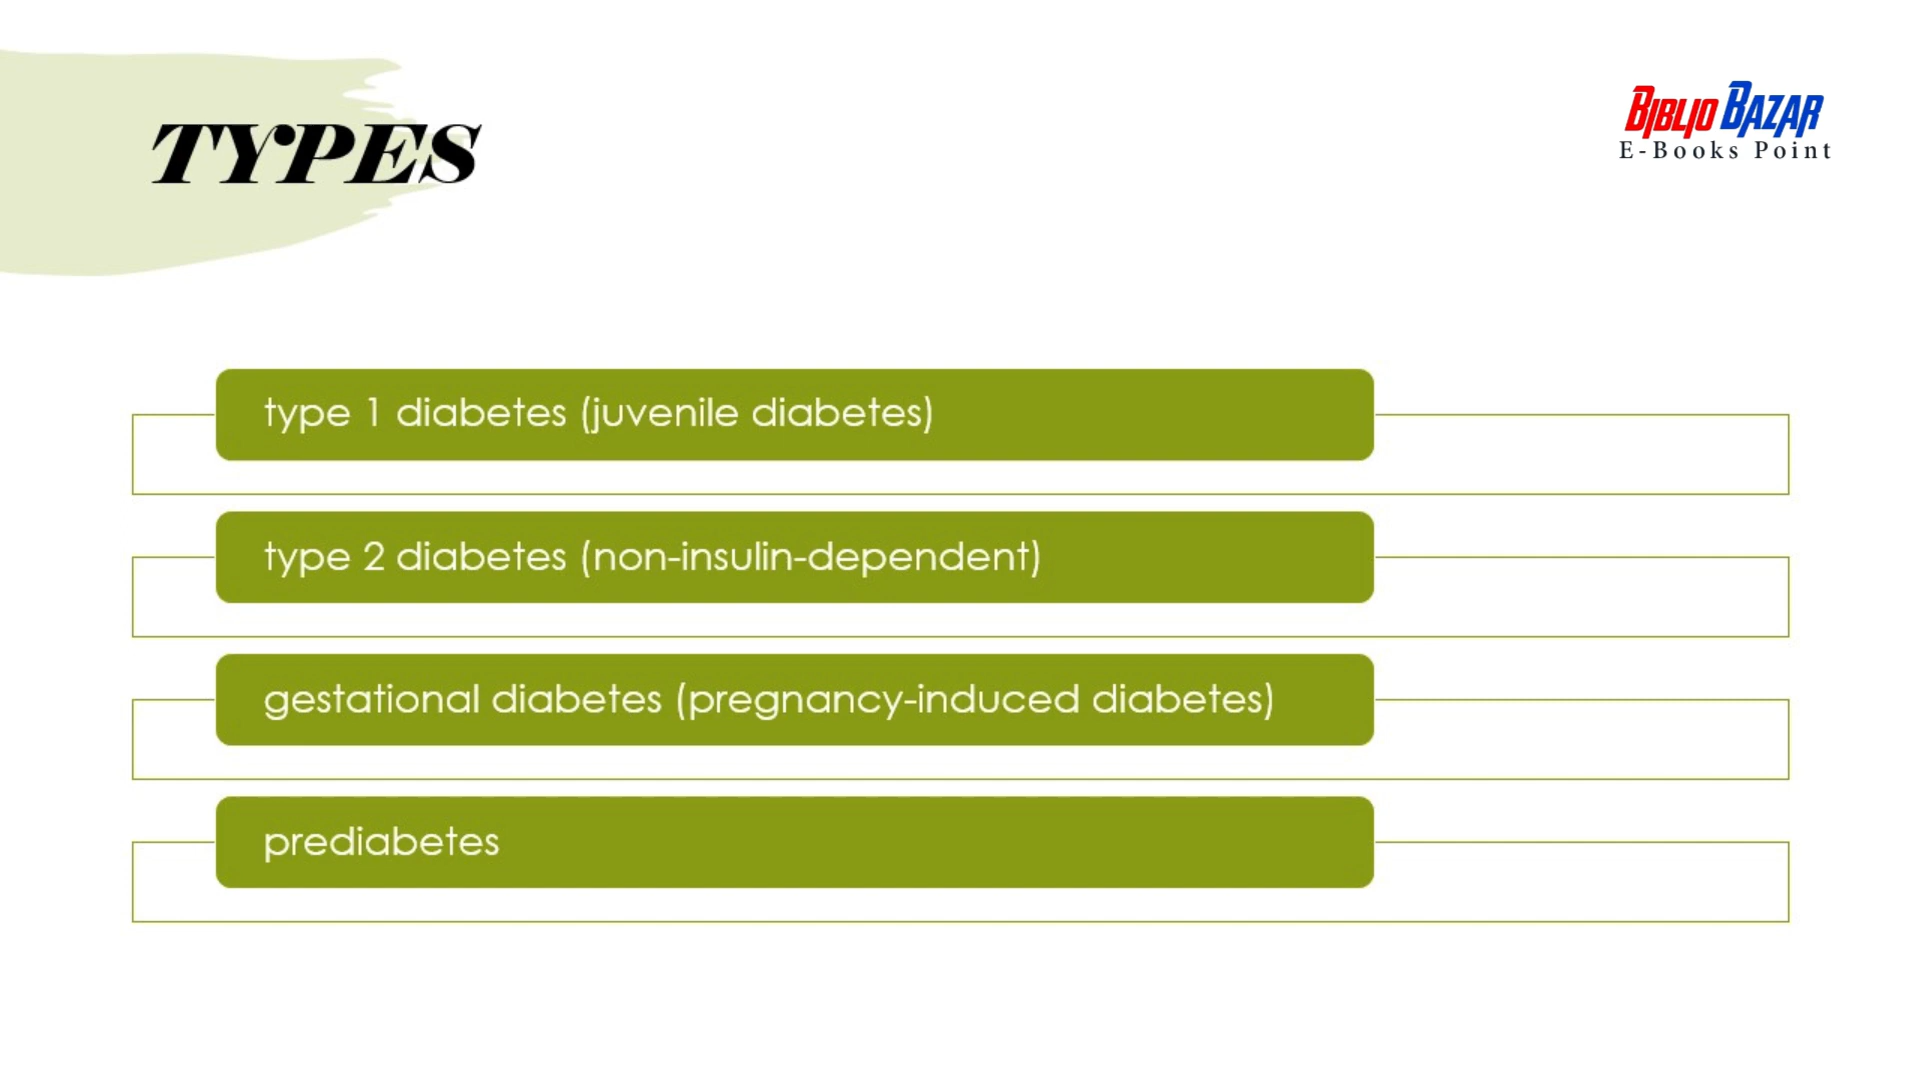 TYPES
BIBLIO BAZAR
E-Books Point
type 1 diabetes (juvenile diabetes)
type 2 diabetes (non-insulin-dependent)
gestational diabetes (pregnancy-induced diabetes)
prediabetes